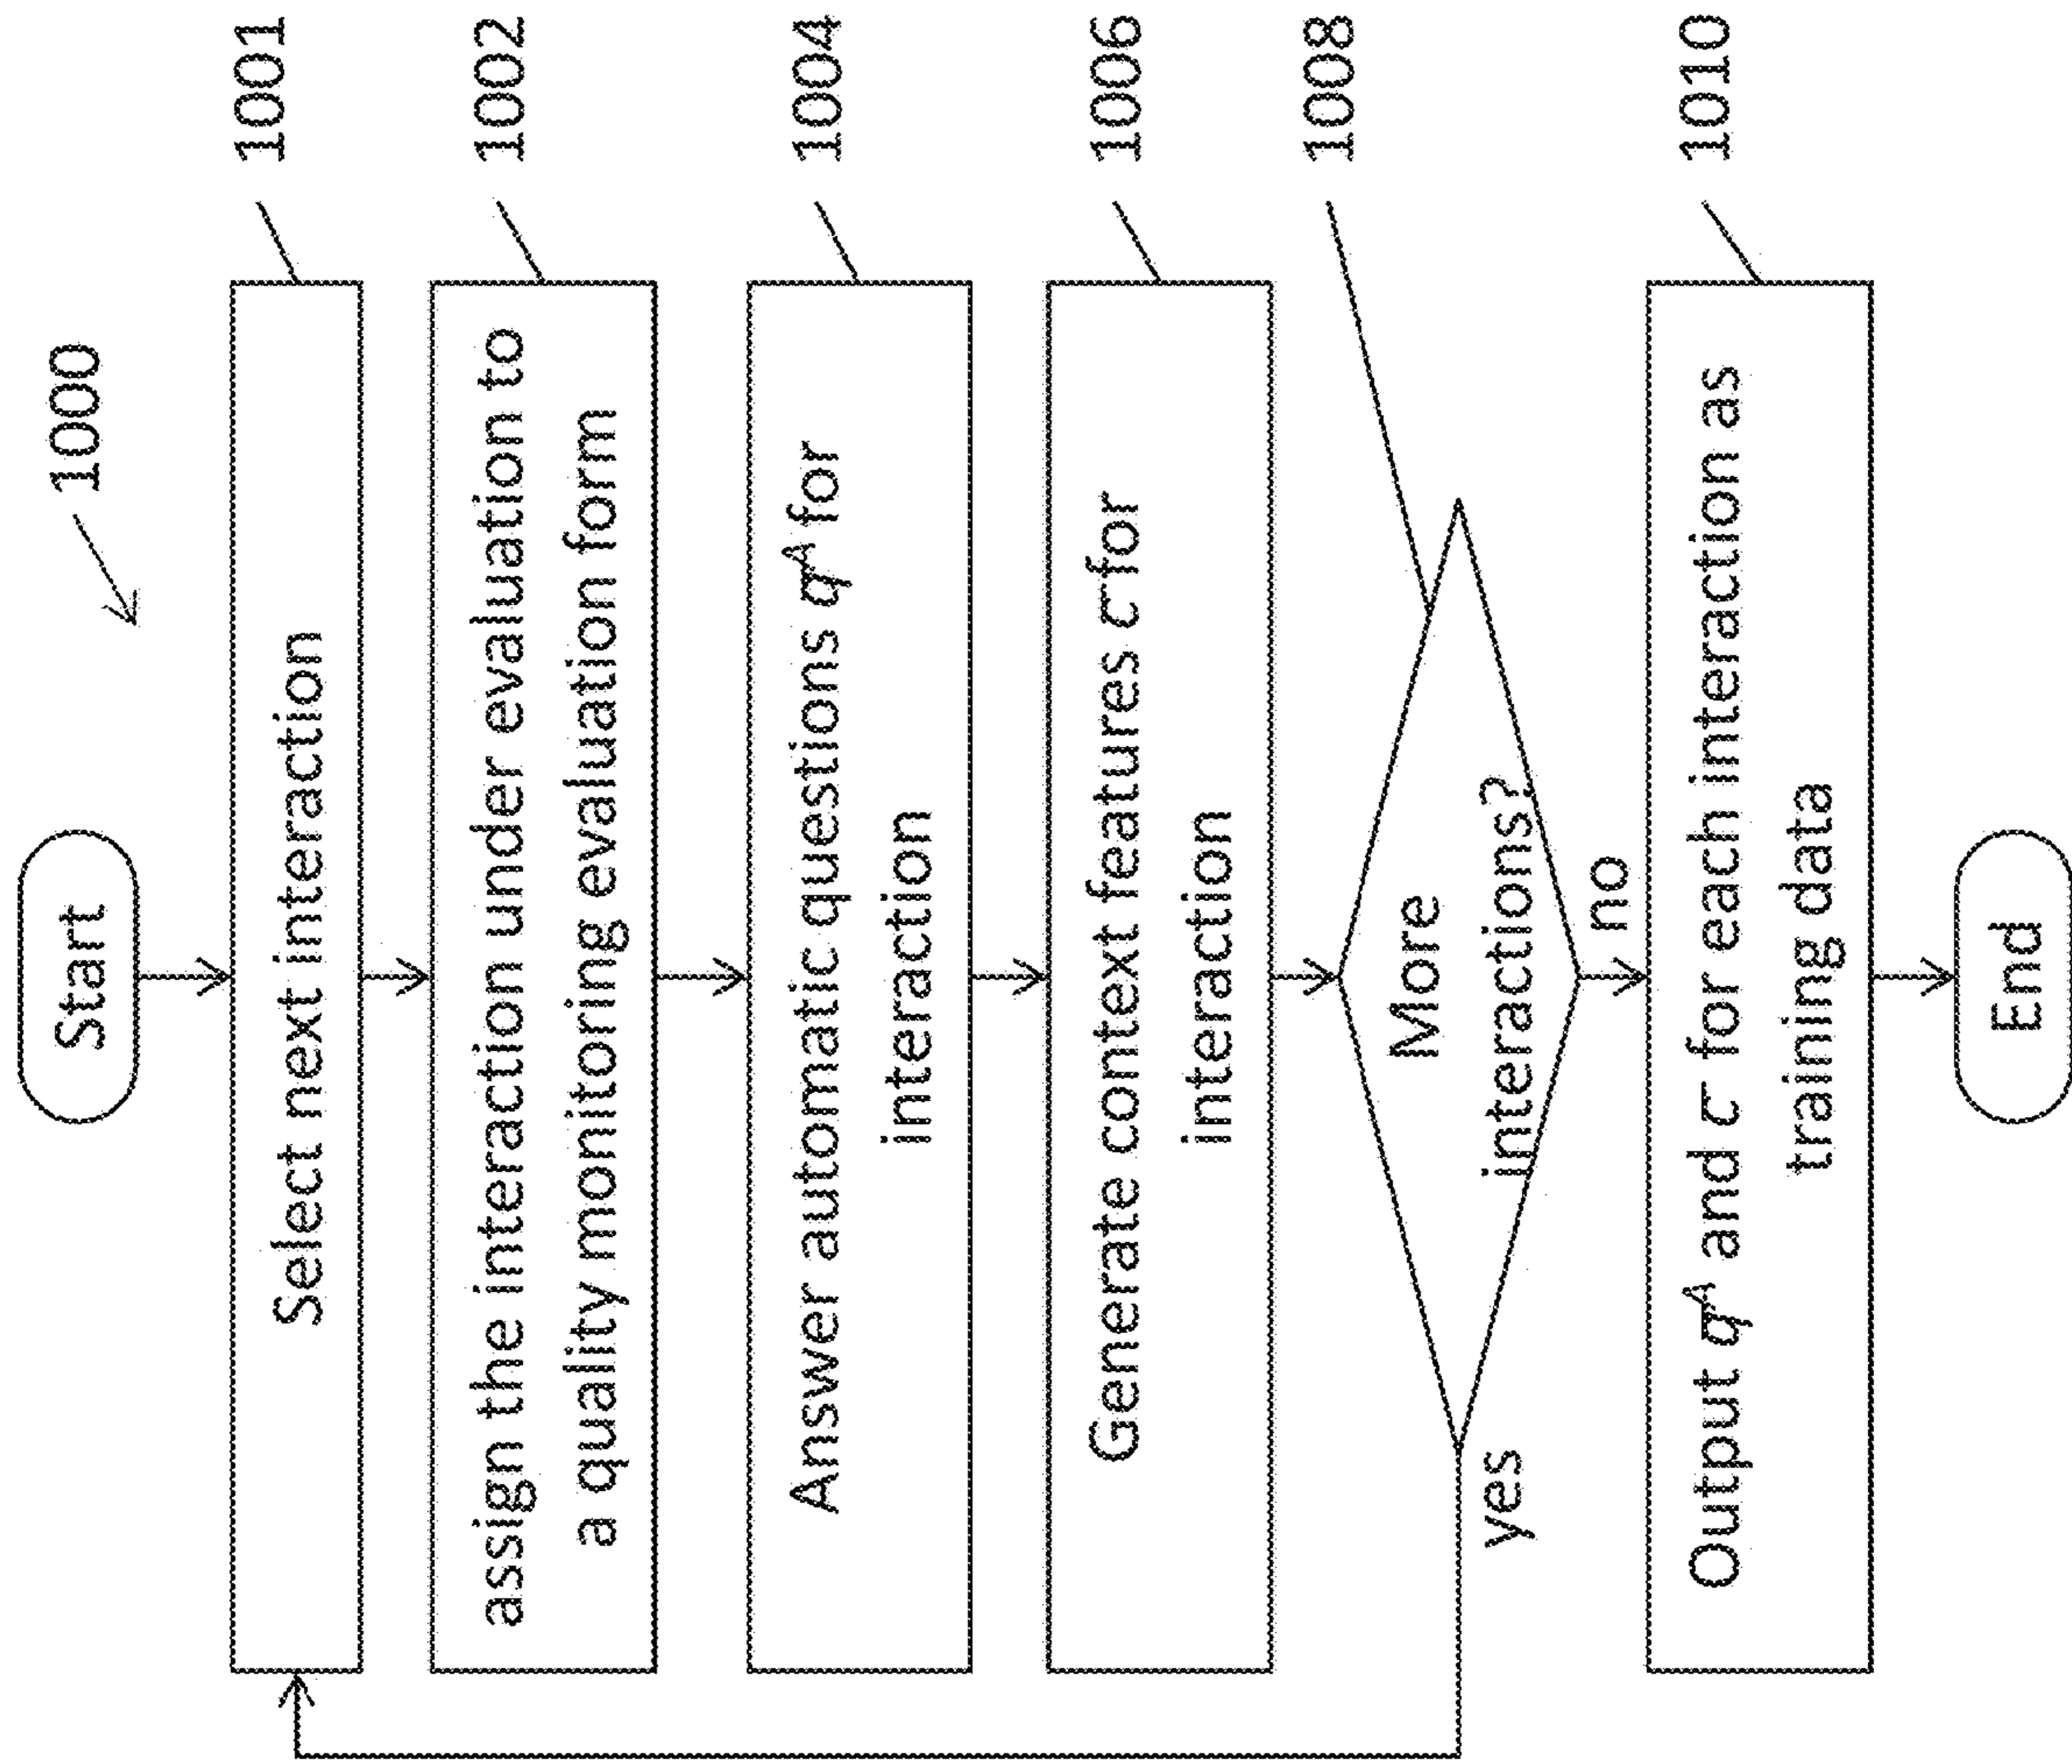 1000
Start
Select next interaction
1001
assign the interaction under evaluation to
a quality monitoring evaluation form
1002
Answer automatic questions q^A for
interaction
1004
Generate context features c for
interaction
1006
More
interactions?
1008
yes
no
Output q^A and c for each interaction as
training data
1010
End